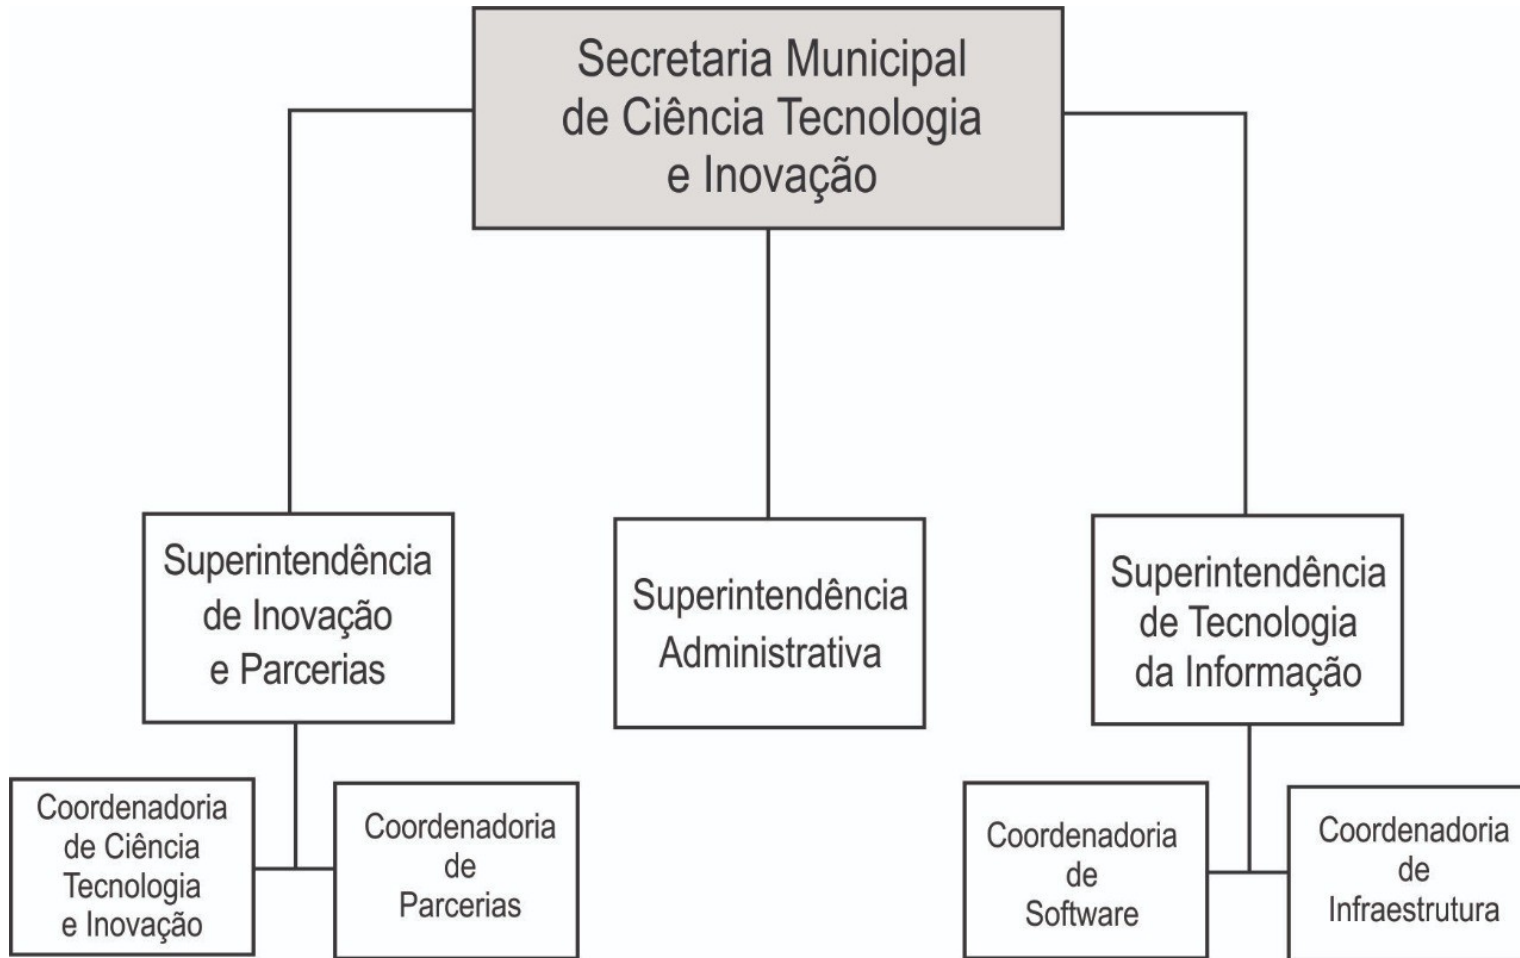 Secretaria Municipal
de Ciência Tecnologia
e Inovação
Superintendência
de Inovação
e Parcerias
Superintendência
Administrativa
Superintendência
de Tecnologia
da Informação
Coordenadoria
de Ciência
Tecnologia
e Inovação
Coordenadoria
de
Parcerias
Coordenadoria
de
Software
Coordenadoria
de
Infraestrutura